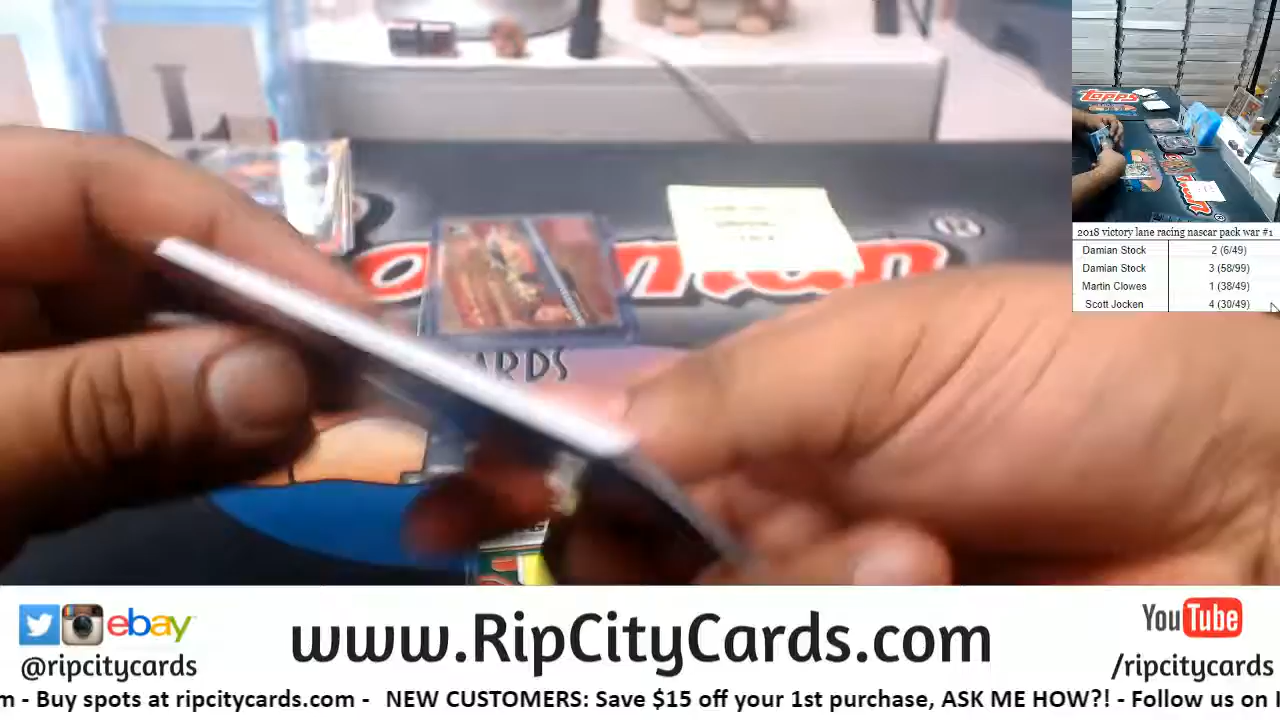 L
TOPPS
2018 victory lane racing nascar pack war #1
Damian Stock 2 (6/49)
Damian Stock 3 (58/99)
Martin Clowes 1 (38/49)
Scott Jocken 4 (30/49)
ARDS
ebay
@ripcitycards
www.RipCityCards.com
YouTube
/ripcitycards
m - Buy spots at ripcitycards.com - NEW CUSTOMERS: Save $15 off your 1st purchase, ASK ME HOW?! - Follow us on